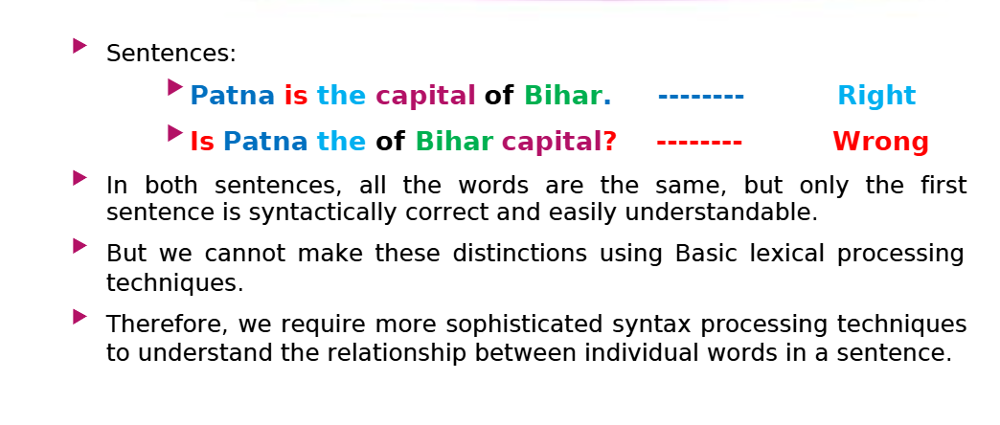 Sentences:
Patna is the capital of Bihar. -------- Right
Is Patna the of Bihar capital? -------- Wrong
In both sentences, all the words are the same, but only the first
sentence is syntactically correct and easily understandable.
But we cannot make these distinctions using Basic lexical processing
techniques.
Therefore, we require more sophisticated syntax processing techniques
to understand the relationship between individual words in a sentence.